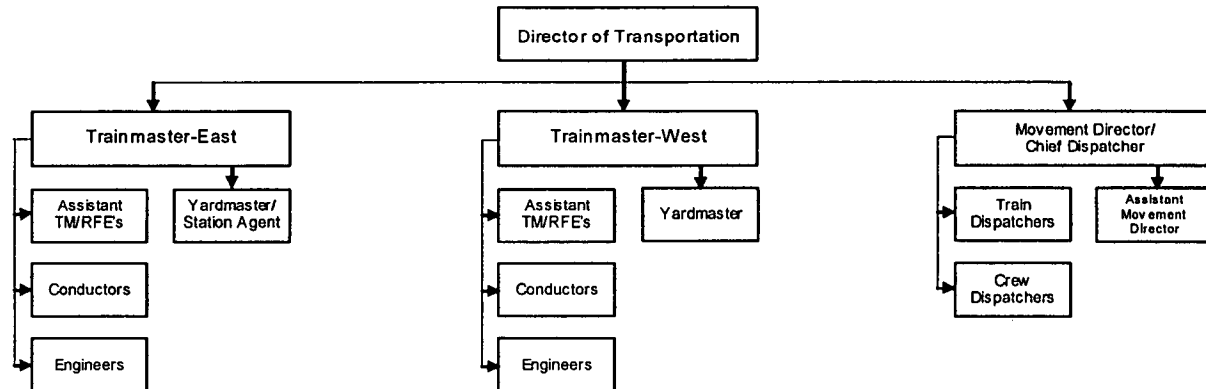 Director of Transportation
Trainmaster-East
Trainmaster-West
Movement Director/
Chief Dispatcher
Assistant
TM/RFE's
Yardmaster/
Station Agent
Assistant
TM/RFE's
Yardmaster
Train
Dispatchers
Assistant
Movement
Director
Conductors
Conductors
Crew
Dispatchers
Engineers
Engineers